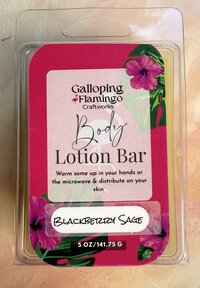 Galloping
Flamingo
Craftworks
Body
Lotion Bar
Warm some up in your hands or
the microwave & distribute on your
skin
Blackberry Sage
5 OZ/141.75 G